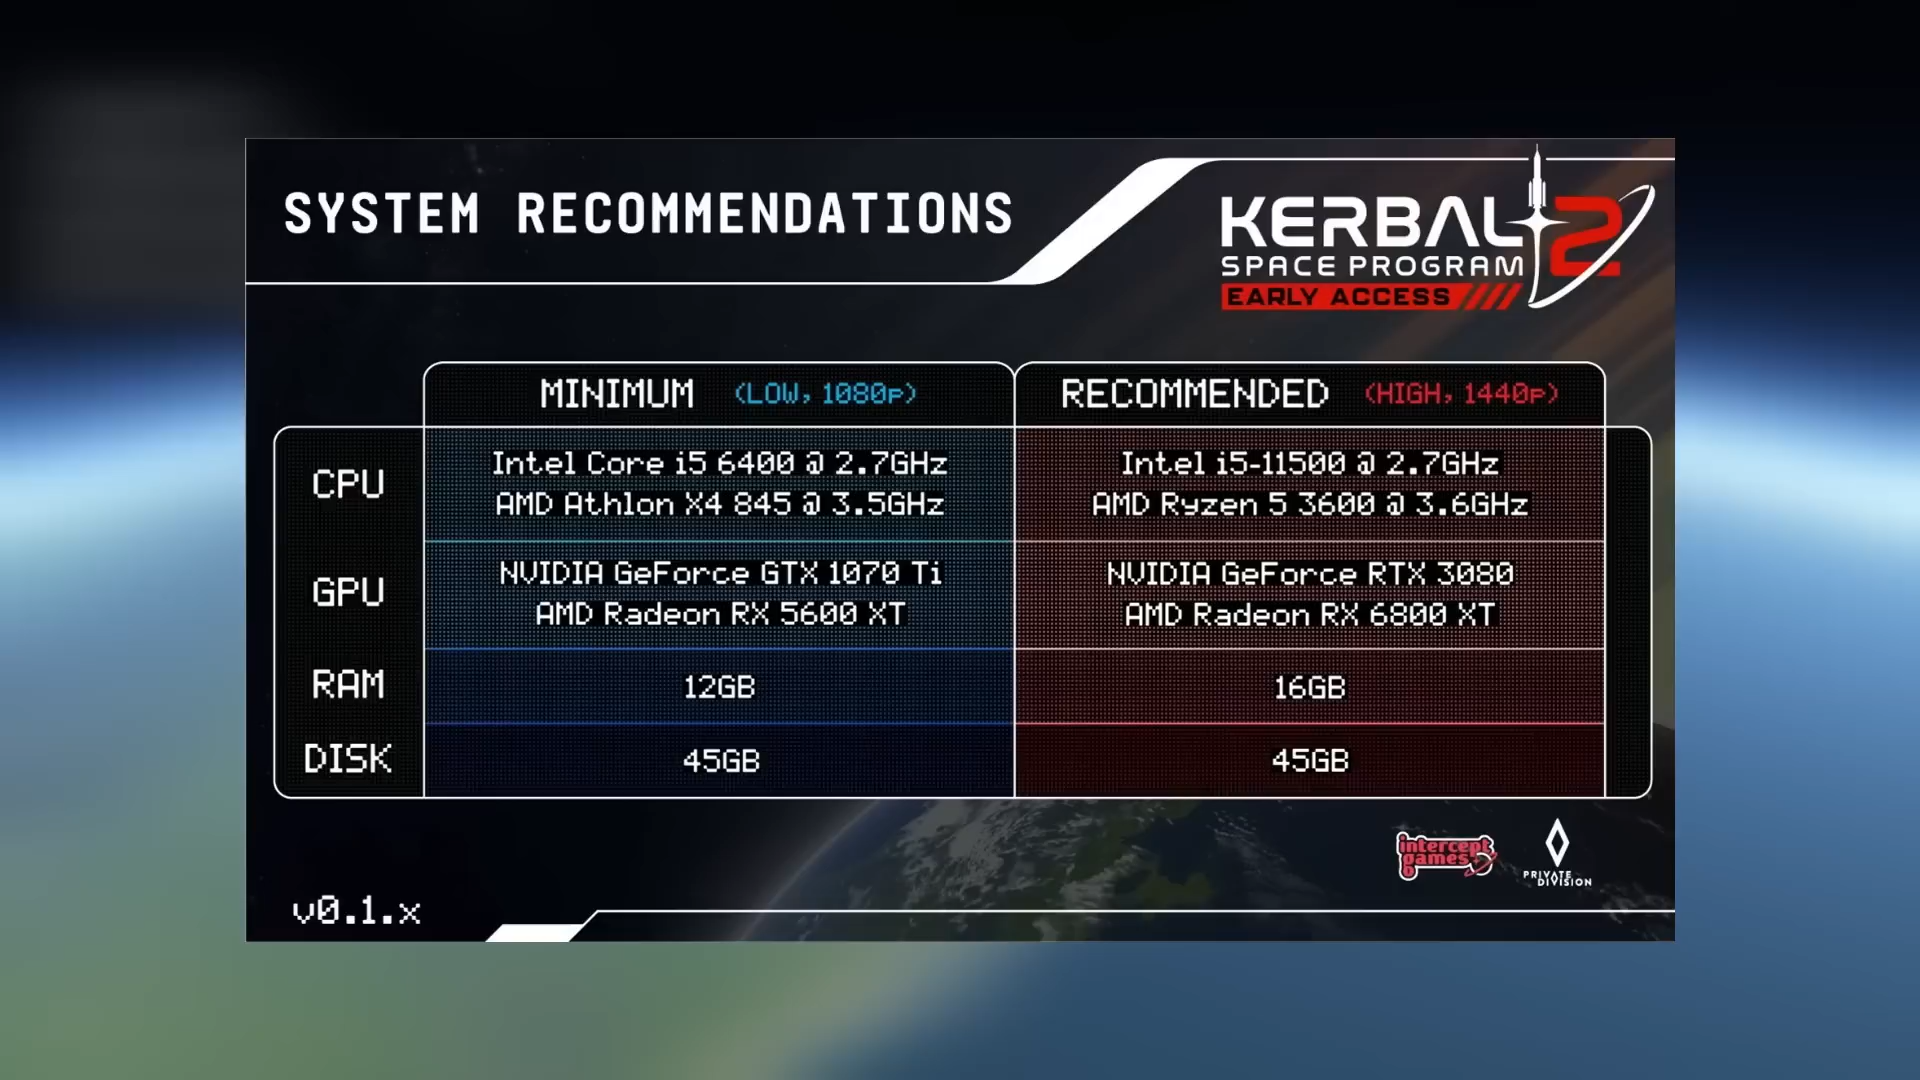 SYSTEM RECOMMENDATIONS
KERBAL 2
SPACE PROGRAM
EARLY ACCESS
MINIMUM (LOW, 1080p)
RECOMMENDED (HIGH, 1440p)
CPU
Intel Core i5 6400 @ 2.7GHz
AMD Athlon X4 845 @ 3.5GHz
Intel i5-11500 @ 2.7GHz
AMD Ryzen 5 3600 @ 3.6GHz
GPU
NVIDIA GeForce GTX 1070 Ti
AMD Radeon RX 5600 XT
NVIDIA GeForce RTX 3080
AMD Radeon RX 6800 XT
RAM
12GB
16GB
DISK
45GB
45GB
intercept
games
PRIVATE
DIVISION
v0.1.x